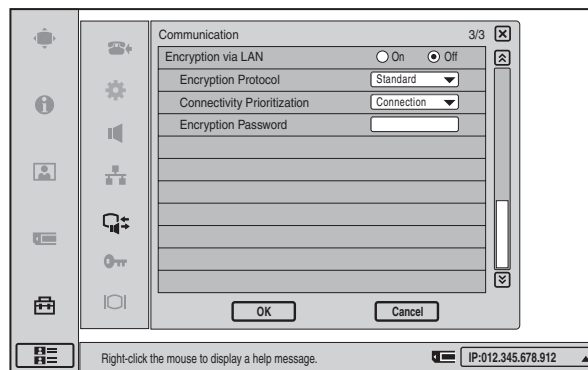 Communication 3/3
Encryption via LAN On Off
Encryption Protocol Standard
Connectivity Prioritization Connection
Encryption Password
OK Cancel
Right-click the mouse to display a help message. IP:012.345.678.912